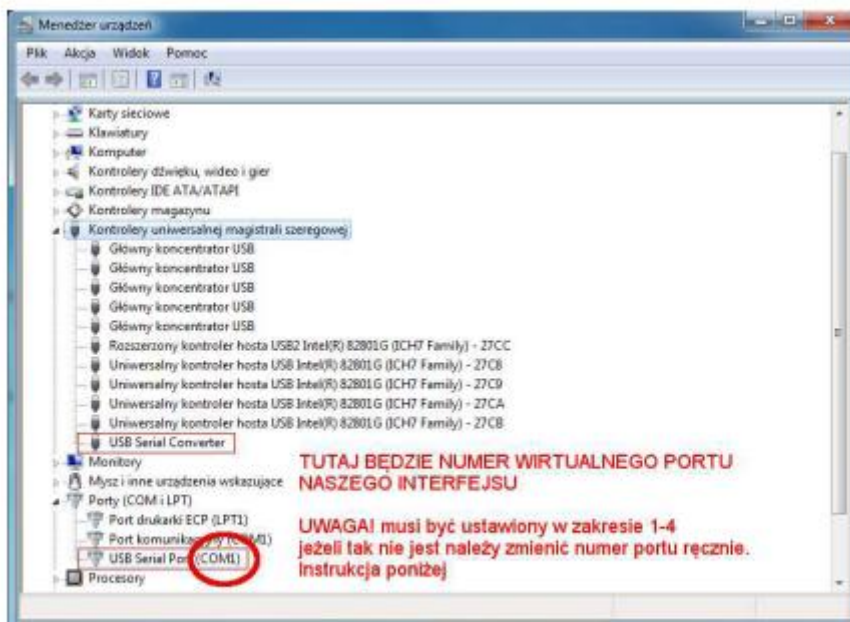 Menedżer urządzeń
Plik Akcja Widok Pomoc
Karty sieciowe
Klawiatury
Komputer
Kontrolery dźwięku, wideo i gier
Kontrolery IDE ATA/ATAPI
Kontrolery magazynu
Kontrolery uniwersalnej magistrali szeregowej
Główny koncentrator USB
Główny koncentrator USB
Główny koncentrator USB
Główny koncentrator USB
Główny koncentrator USB
Rozszerzony kontroler hosta USB2 Intel(R) 82801G (ICH7 Family) - 27CC
Uniwersalny kontroler hosta USB Intel(R) 82801G (ICH7 Family) - 27C8
Uniwersalny kontroler hosta USB Intel(R) 82801G (ICH7 Family) - 27C9
Uniwersalny kontroler hosta USB Intel(R) 82801G (ICH7 Family) - 27CA
Uniwersalny kontroler hosta USB Intel(R) 82801G (ICH7 Family) - 27CB
USB Serial Converter
Monitory
Mysz i inne urządzenia wskazujące
Porty (COM i LPT)
Port drukarki ECP (LPT1)
Port komunikacyjny (COM1)
USB Serial Port (COM1)
Procesory
TUTAJ BĘDZIE NUMER WIRTUALNEGO PORTU
NASZEGO INTERFEJSU
UWAGA! musi być ustawiony w zakresie 1-4
jeżeli tak nie jest należy zmienić numer portu ręcznie.
Instrukcja poniżej